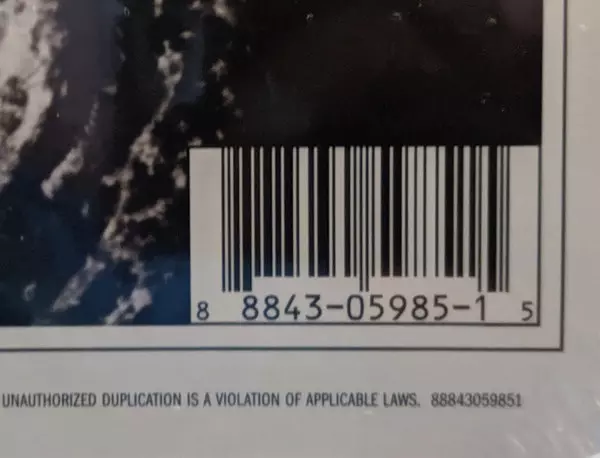 8 8843-05985-1 5
UNAUTHORIZED DUPLICATION IS A VIOLATION OF APPLICABLE LAWS. 88843059851